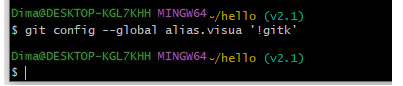 Dima@DESKTOP-KGL7KHH MINGW64 ~/hello (v2.1)
$ git config --global alias.visua '!gitk'
Dima@DESKTOP-KGL7KHH MINGW64 ~/hello (v2.1)
$